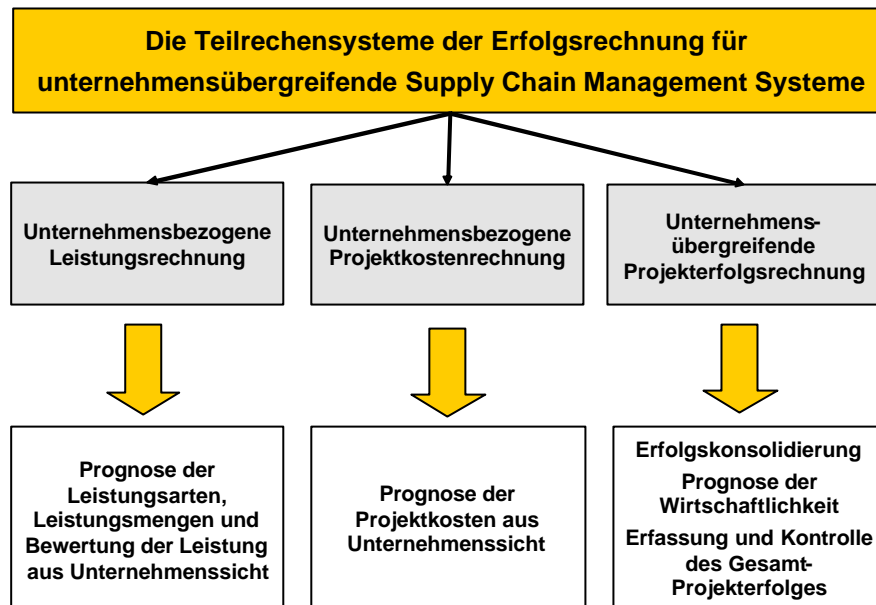 Die Teilrechensysteme der Erfolgsrechnung für
unternehmensübergreifende Supply Chain Management Systeme
Unternehmensbezogene
Leistungsrechnung
Unternehmensbezogene
Projektkostenrechnung
Unternehmens-
übergreifende
Projekterfolgsrechnung
Prognose der
Leistungsarten,
Leistungsmengen und
Bewertung der Leistung
aus Unternehmenssicht
Prognose der
Projektkosten aus
Unternehmenssicht
Erfolgskonsolidierung
Prognose der
Wirtschaftlichkeit
Erfassung und Kontrolle
des Gesamt-
Projekterfolges